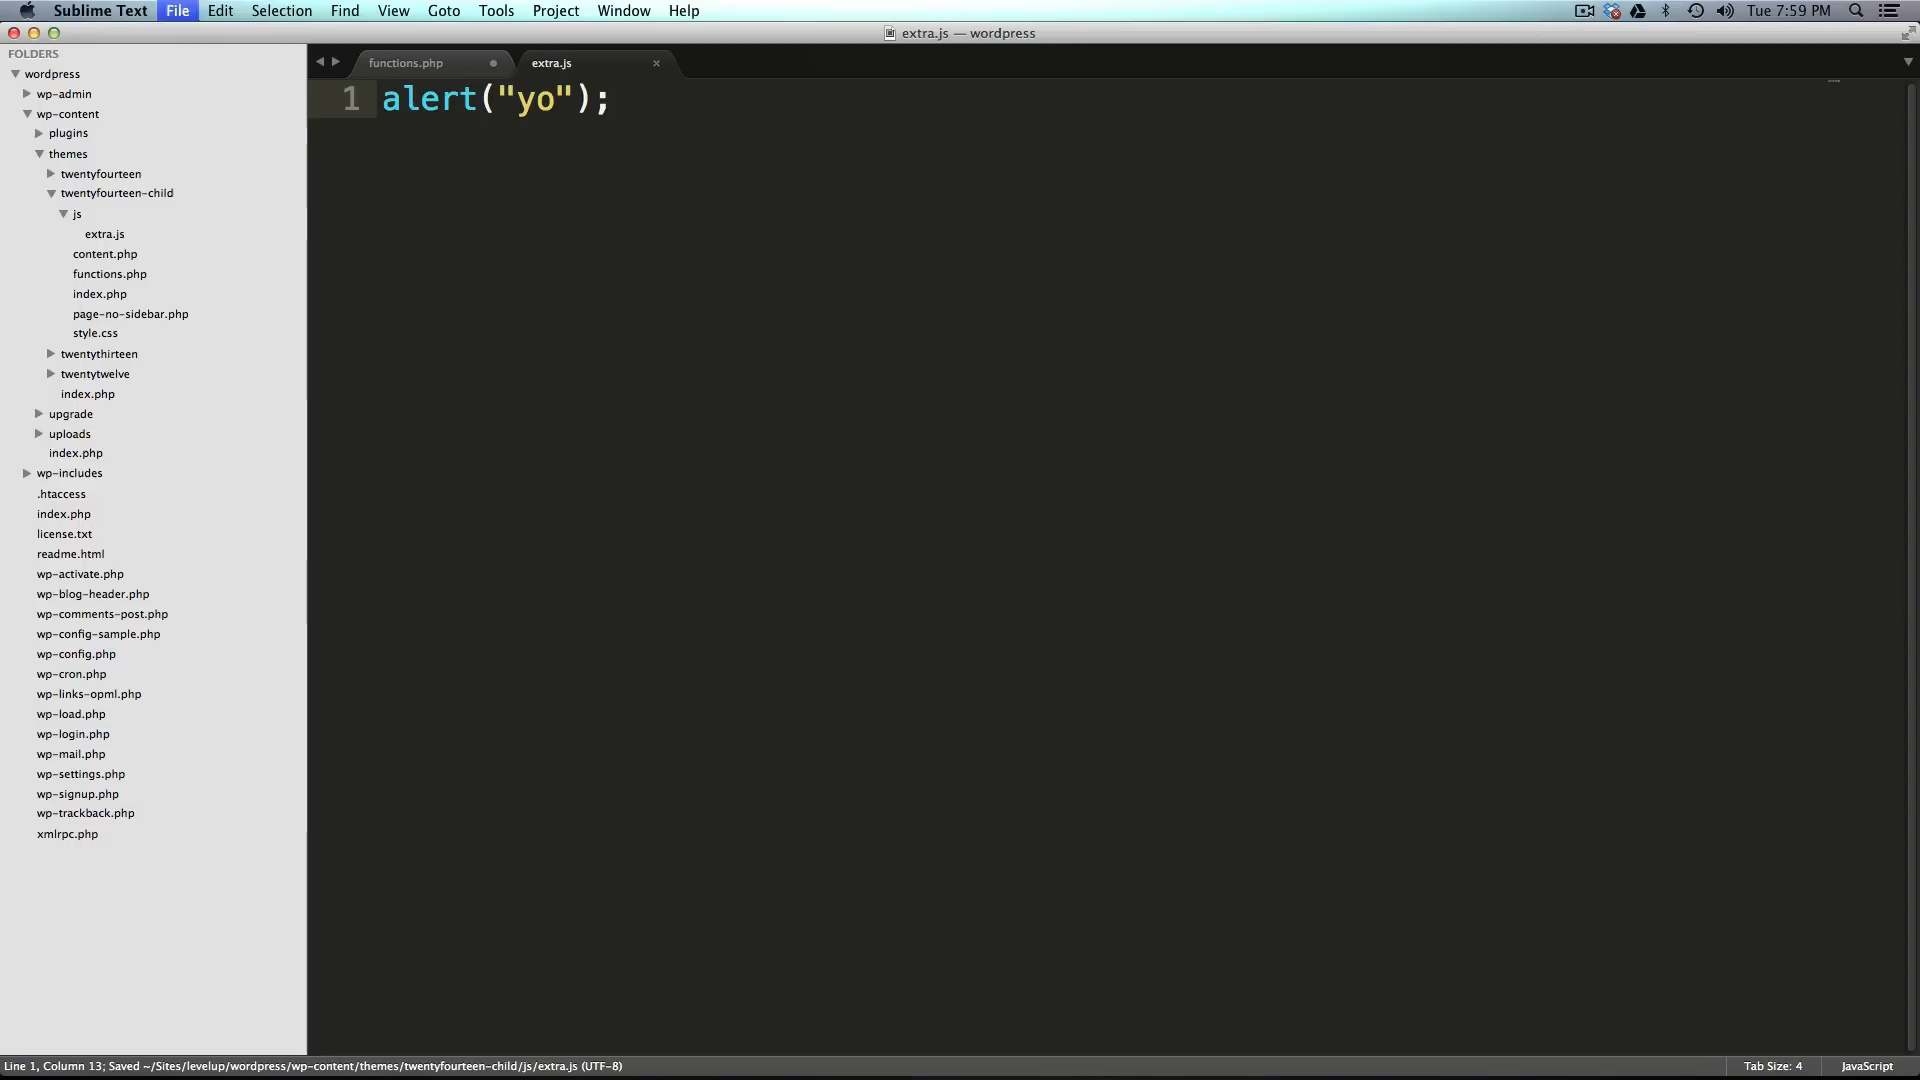 Sublime Text File Edit Selection Find View Goto Tools Project Window Help Tue 7:59 PM
extra.js — wordpress
FOLDERS
wordpress
wp-admin
wp-content
plugins
themes
twentyfourteen
twentyfourteen-child
js
extra.js
content.php
functions.php
index.php
page-no-sidebar.php
style.css
twentythirteen
twentytwelve
index.php
upgrade
uploads
index.php
wp-includes
.htaccess
index.php
license.txt
readme.html
wp-activate.php
wp-blog-header.php
wp-comments-post.php
wp-config-sample.php
wp-config.php
wp-cron.php
wp-links-opml.php
wp-load.php
wp-login.php
wp-mail.php
wp-settings.php
wp-signup.php
wp-trackback.php
xmlrpc.php
functions.php extra.js
1 alert("yo");
Line 1, Column 13; Saved ~/Sites/levelup/wordpress/wp-content/themes/twentyfourteen-child/js/extra.js (UTF-8) Tab Size: 4 JavaScript